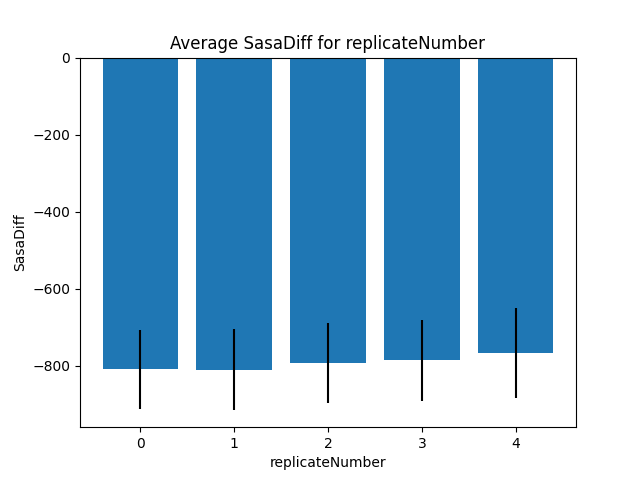 Average SasaDiff for replicateNumber
0
−200
−400
−600
−800
SasaDiff
0 1 2 3 4
replicateNumber